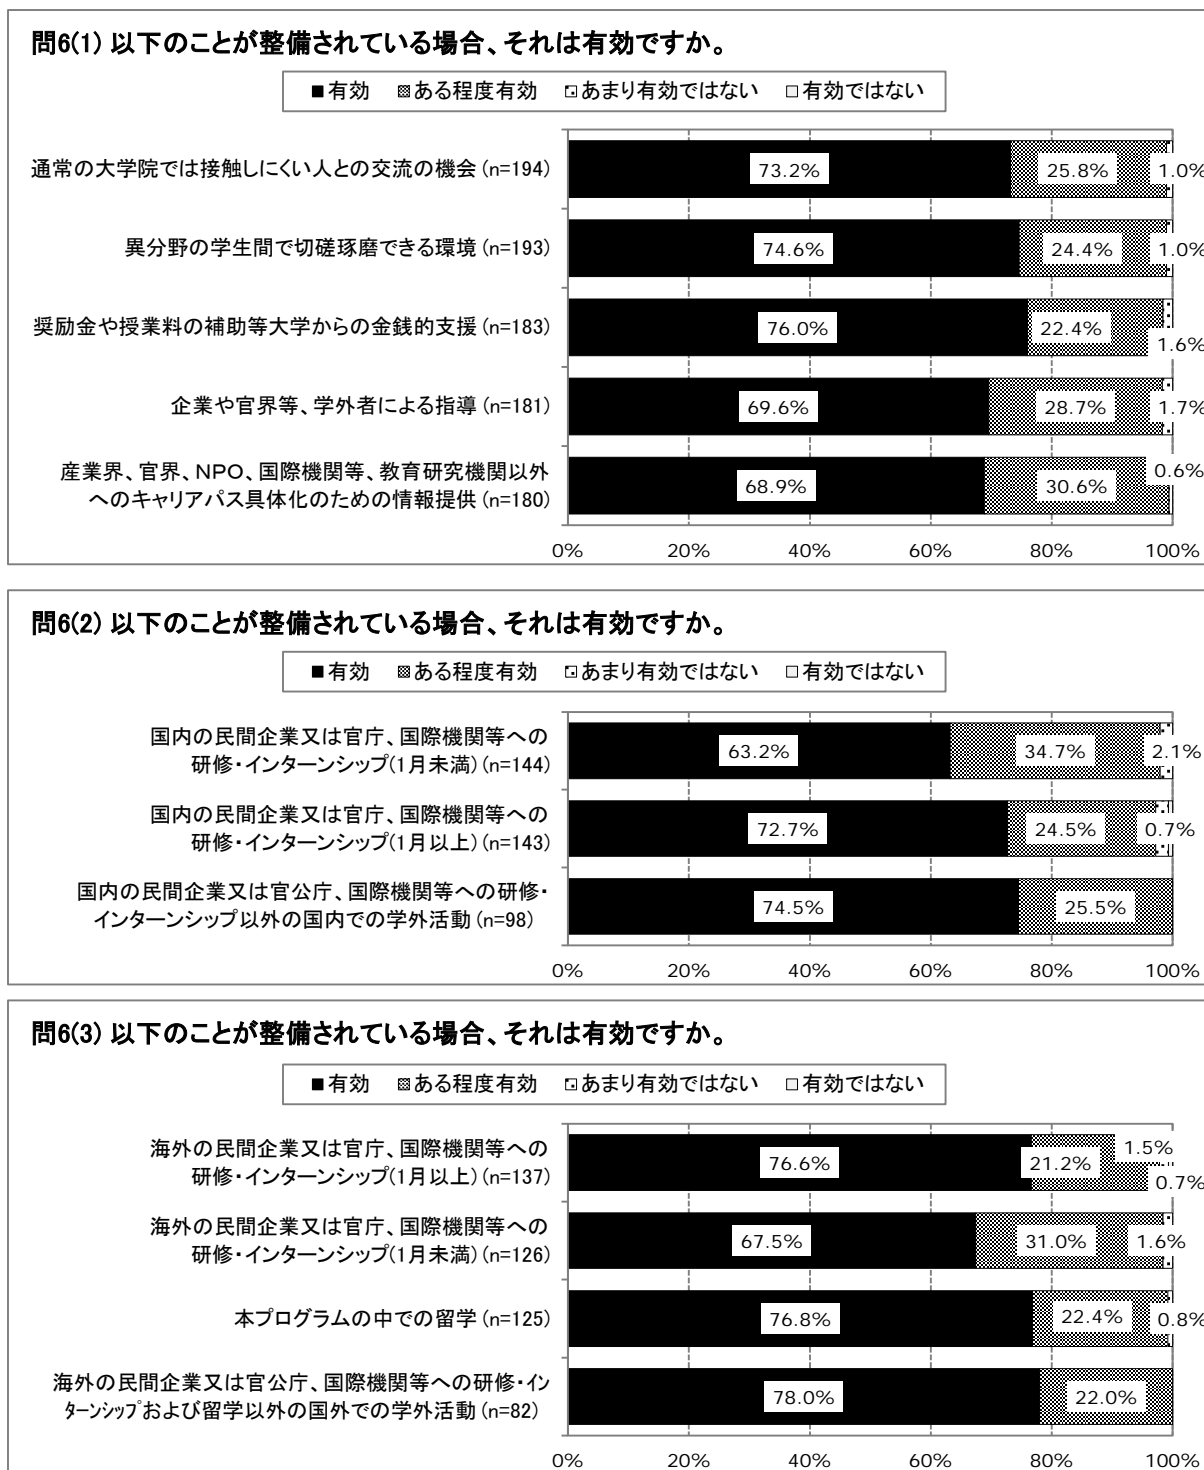 問6(1) 以下のことが整備されている場合、それは有効ですか。
■有効 ▩ある程度有効 ⚀あまり有効ではない □有効ではない
通常の大学院では接触しにくい人との交流の機会 (n=194)
73.2% 25.8% 1.0%
異分野の学生間で切磋琢磨できる環境 (n=193)
74.6% 24.4% 1.0%
奨励金や授業料の補助等大学からの金銭的支援 (n=183)
76.0% 22.4% 1.6%
企業や官界等、学外者による指導 (n=181)
69.6% 28.7% 1.7%
産業界、官界、NPO、国際機関等、教育研究機関以外
へのキャリアパス具体化のための情報提供 (n=180)
68.9% 30.6% 0.6%
0% 20% 40% 60% 80% 100%
問6(2) 以下のことが整備されている場合、それは有効ですか。
■有効 ▩ある程度有効 ⚀あまり有効ではない □有効ではない
国内の民間企業又は官庁、国際機関等への
研修・インターンシップ(1月未満) (n=144)
63.2% 34.7% 2.1%
国内の民間企業又は官庁、国際機関等への
研修・インターンシップ(1月以上) (n=143)
72.7% 24.5% 0.7%
国内の民間企業又は官公庁、国際機関等への研修・
インターンシップ以外の国内での学外活動 (n=98)
74.5% 25.5%
0% 20% 40% 60% 80% 100%
問6(3) 以下のことが整備されている場合、それは有効ですか。
■有効 ▩ある程度有効 ⚀あまり有効ではない □有効ではない
海外の民間企業又は官庁、国際機関等への
研修・インターンシップ(1月以上) (n=137)
76.6% 21.2% 1.5% 0.7%
海外の民間企業又は官庁、国際機関等への
研修・インターンシップ(1月未満) (n=126)
67.5% 31.0% 1.6%
本プログラムの中での留学 (n=125)
76.8% 22.4% 0.8%
海外の民間企業又は官公庁、国際機関等への研修・イン
ターンシップおよび留学以外の国外での学外活動 (n=82)
78.0% 22.0%
0% 20% 40% 60% 80% 100%